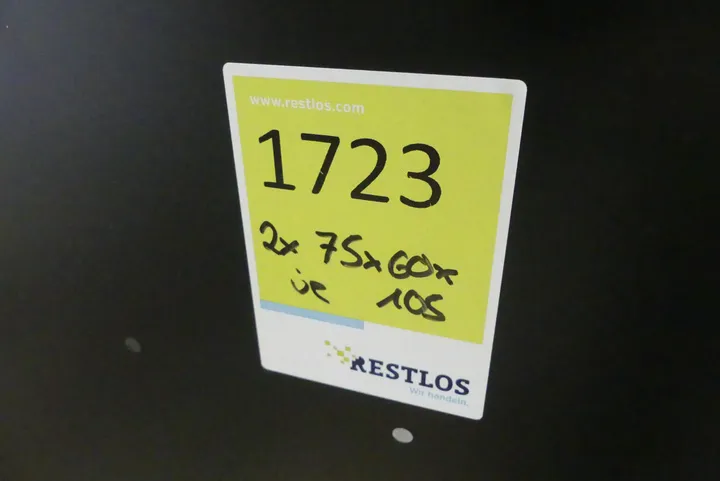 www.restlos.com
1723
2x 75x60x
je 105
RESTLOS
Wir handeln.